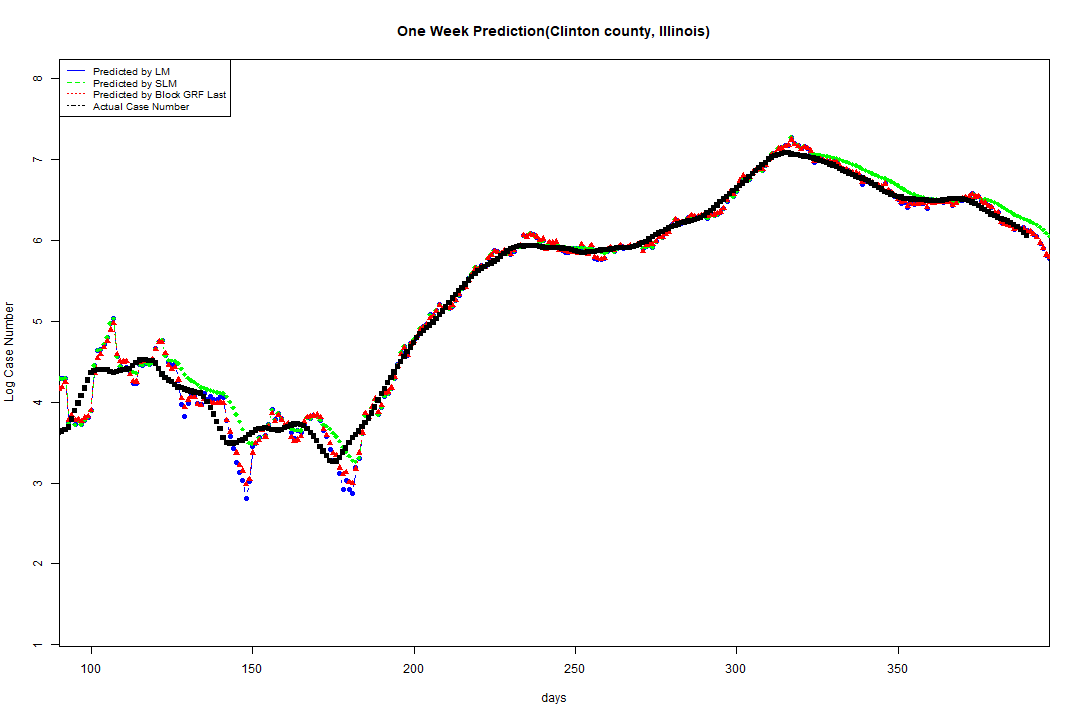 One Week Prediction(Clinton county, Illinois)
Predicted by LM
Predicted by SLM
Predicted by Block GRF Last
Actual Case Number
8
7
6
5
4
3
2
1
Log Case Number
100 150 200 250 300 350
days